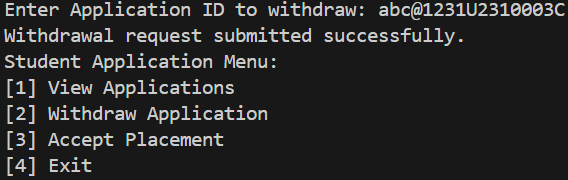 Enter Application ID to withdraw: abc@1231U2310003C
Withdrawal request submitted successfully.
Student Application Menu:
[1] View Applications
[2] Withdraw Application
[3] Accept Placement
[4] Exit